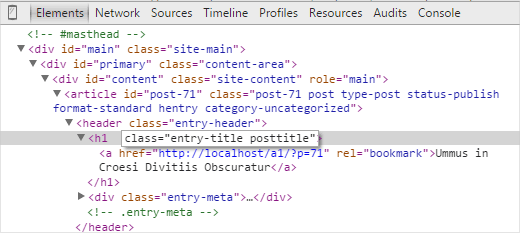 Elements Network Sources Timeline Profiles Resources Audits Console
<!-- #masthead -->
<div id="main" class="site-main">
<div id="primary" class="content-area">
<div id="content" class="site-content" role="main">
<article id="post-71" class="post-71 post type-post status-publish
format-standard hentry category-uncategorized">
<header class="entry-header">
<h1 class="entry-title posttitle">
<a href="http://localhost/al/?p=71" rel="bookmark">Ummus in
Croesi Divitiis Obscuratur</a>
</h1>
<div class="entry-meta">…</div>
<!-- .entry-meta -->
</header>